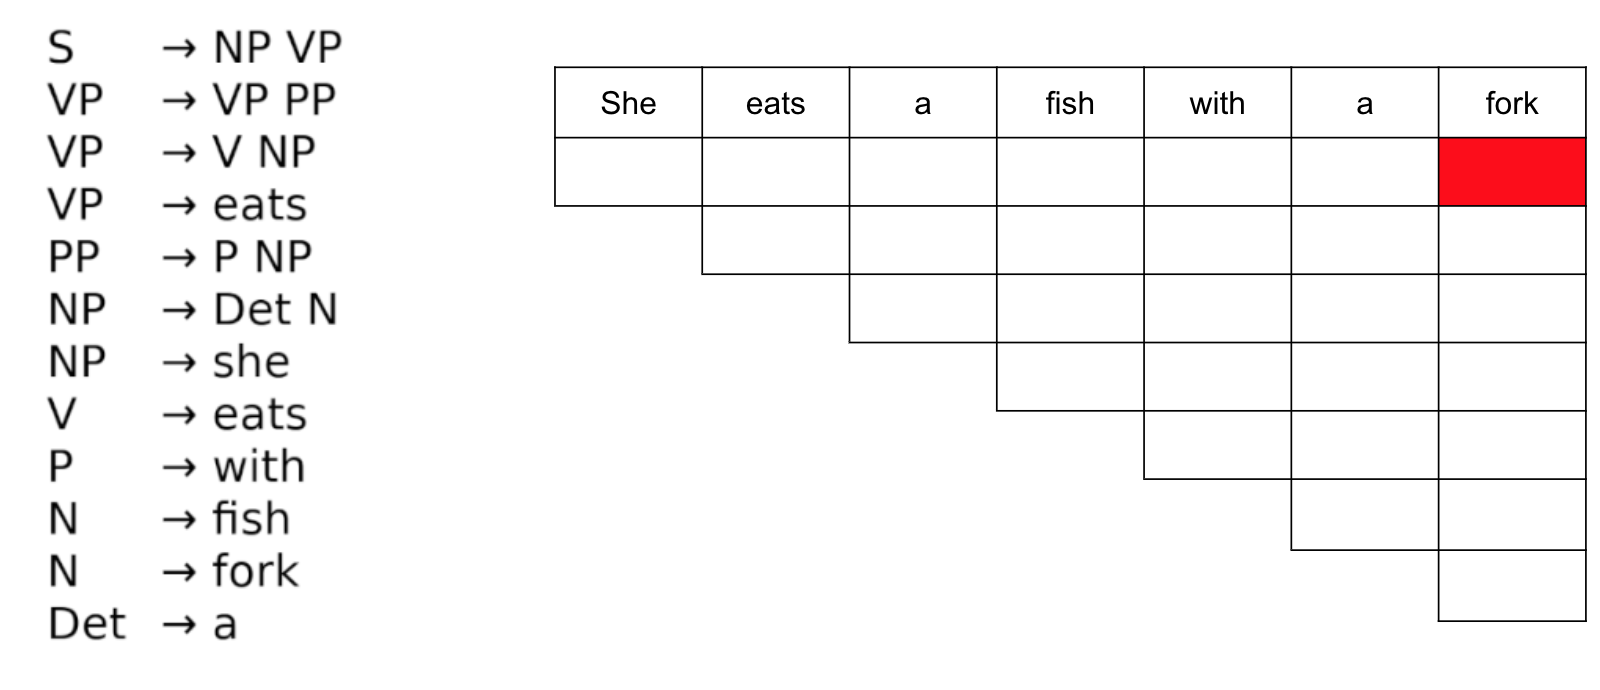 S → NP VP
VP → VP PP
VP → V NP
VP → eats
PP → P NP
NP → Det N
NP → she
V → eats
P → with
N → fish
N → fork
Det → a
She eats a fish with a fork